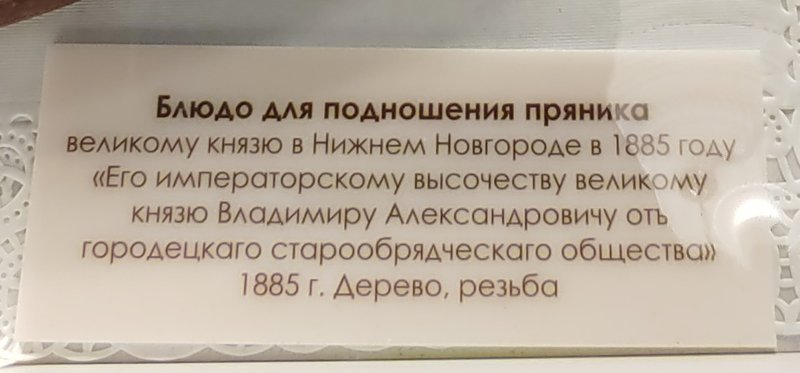 Блюдо для подношения пряника
великому князю в Нижнем Новгороде в 1885 году
«Его императорскому высочеству великому
князю Владимиру Александровичу отъ
городецкаго старообрядческаго общества»
1885 г. Дерево, резьба